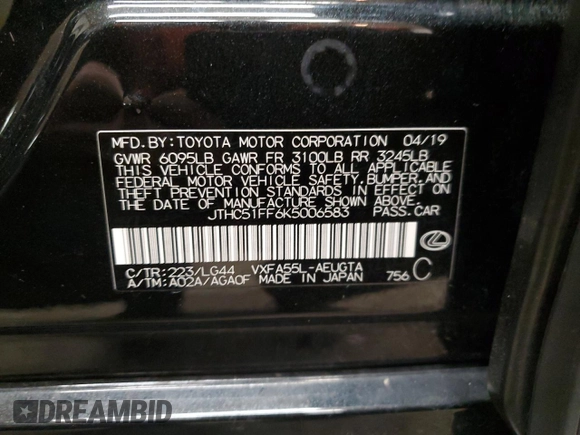 MFD. BY: TOYOTA MOTOR CORPORATION 04/19
GVWR 6095LB GAWR FR 3100LB RR 3245LB
THIS VEHICLE CONFORMS TO ALL APPLICABLE
FEDERAL MOTOR VEHICLE SAFETY, BUMPER, AND
THEFT PREVENTION STANDARDS IN EFFECT ON
THE DATE OF MANUFACTURE SHOWN ABOVE.
JTHC51FF6K5006583 PASS. CAR
C/TR: 223/LG44 VXFA55L-AEUGTA
A/TM: A02A/AGA0F MADE IN JAPAN 756 C
DREAMBID